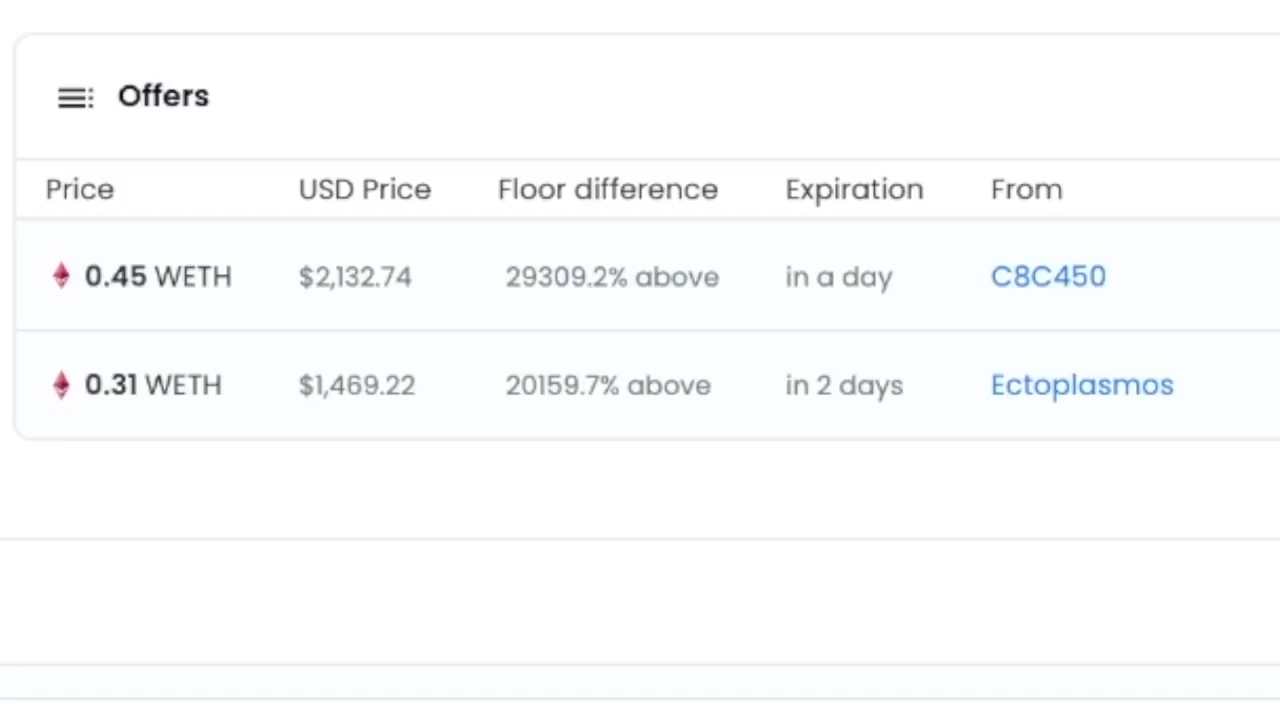 Offers
Price USD Price Floor difference Expiration From
0.45 WETH $2,132.74 29309.2% above in a day C8C450
0.31 WETH $1,469.22 20159.7% above in 2 days Ectoplasmos